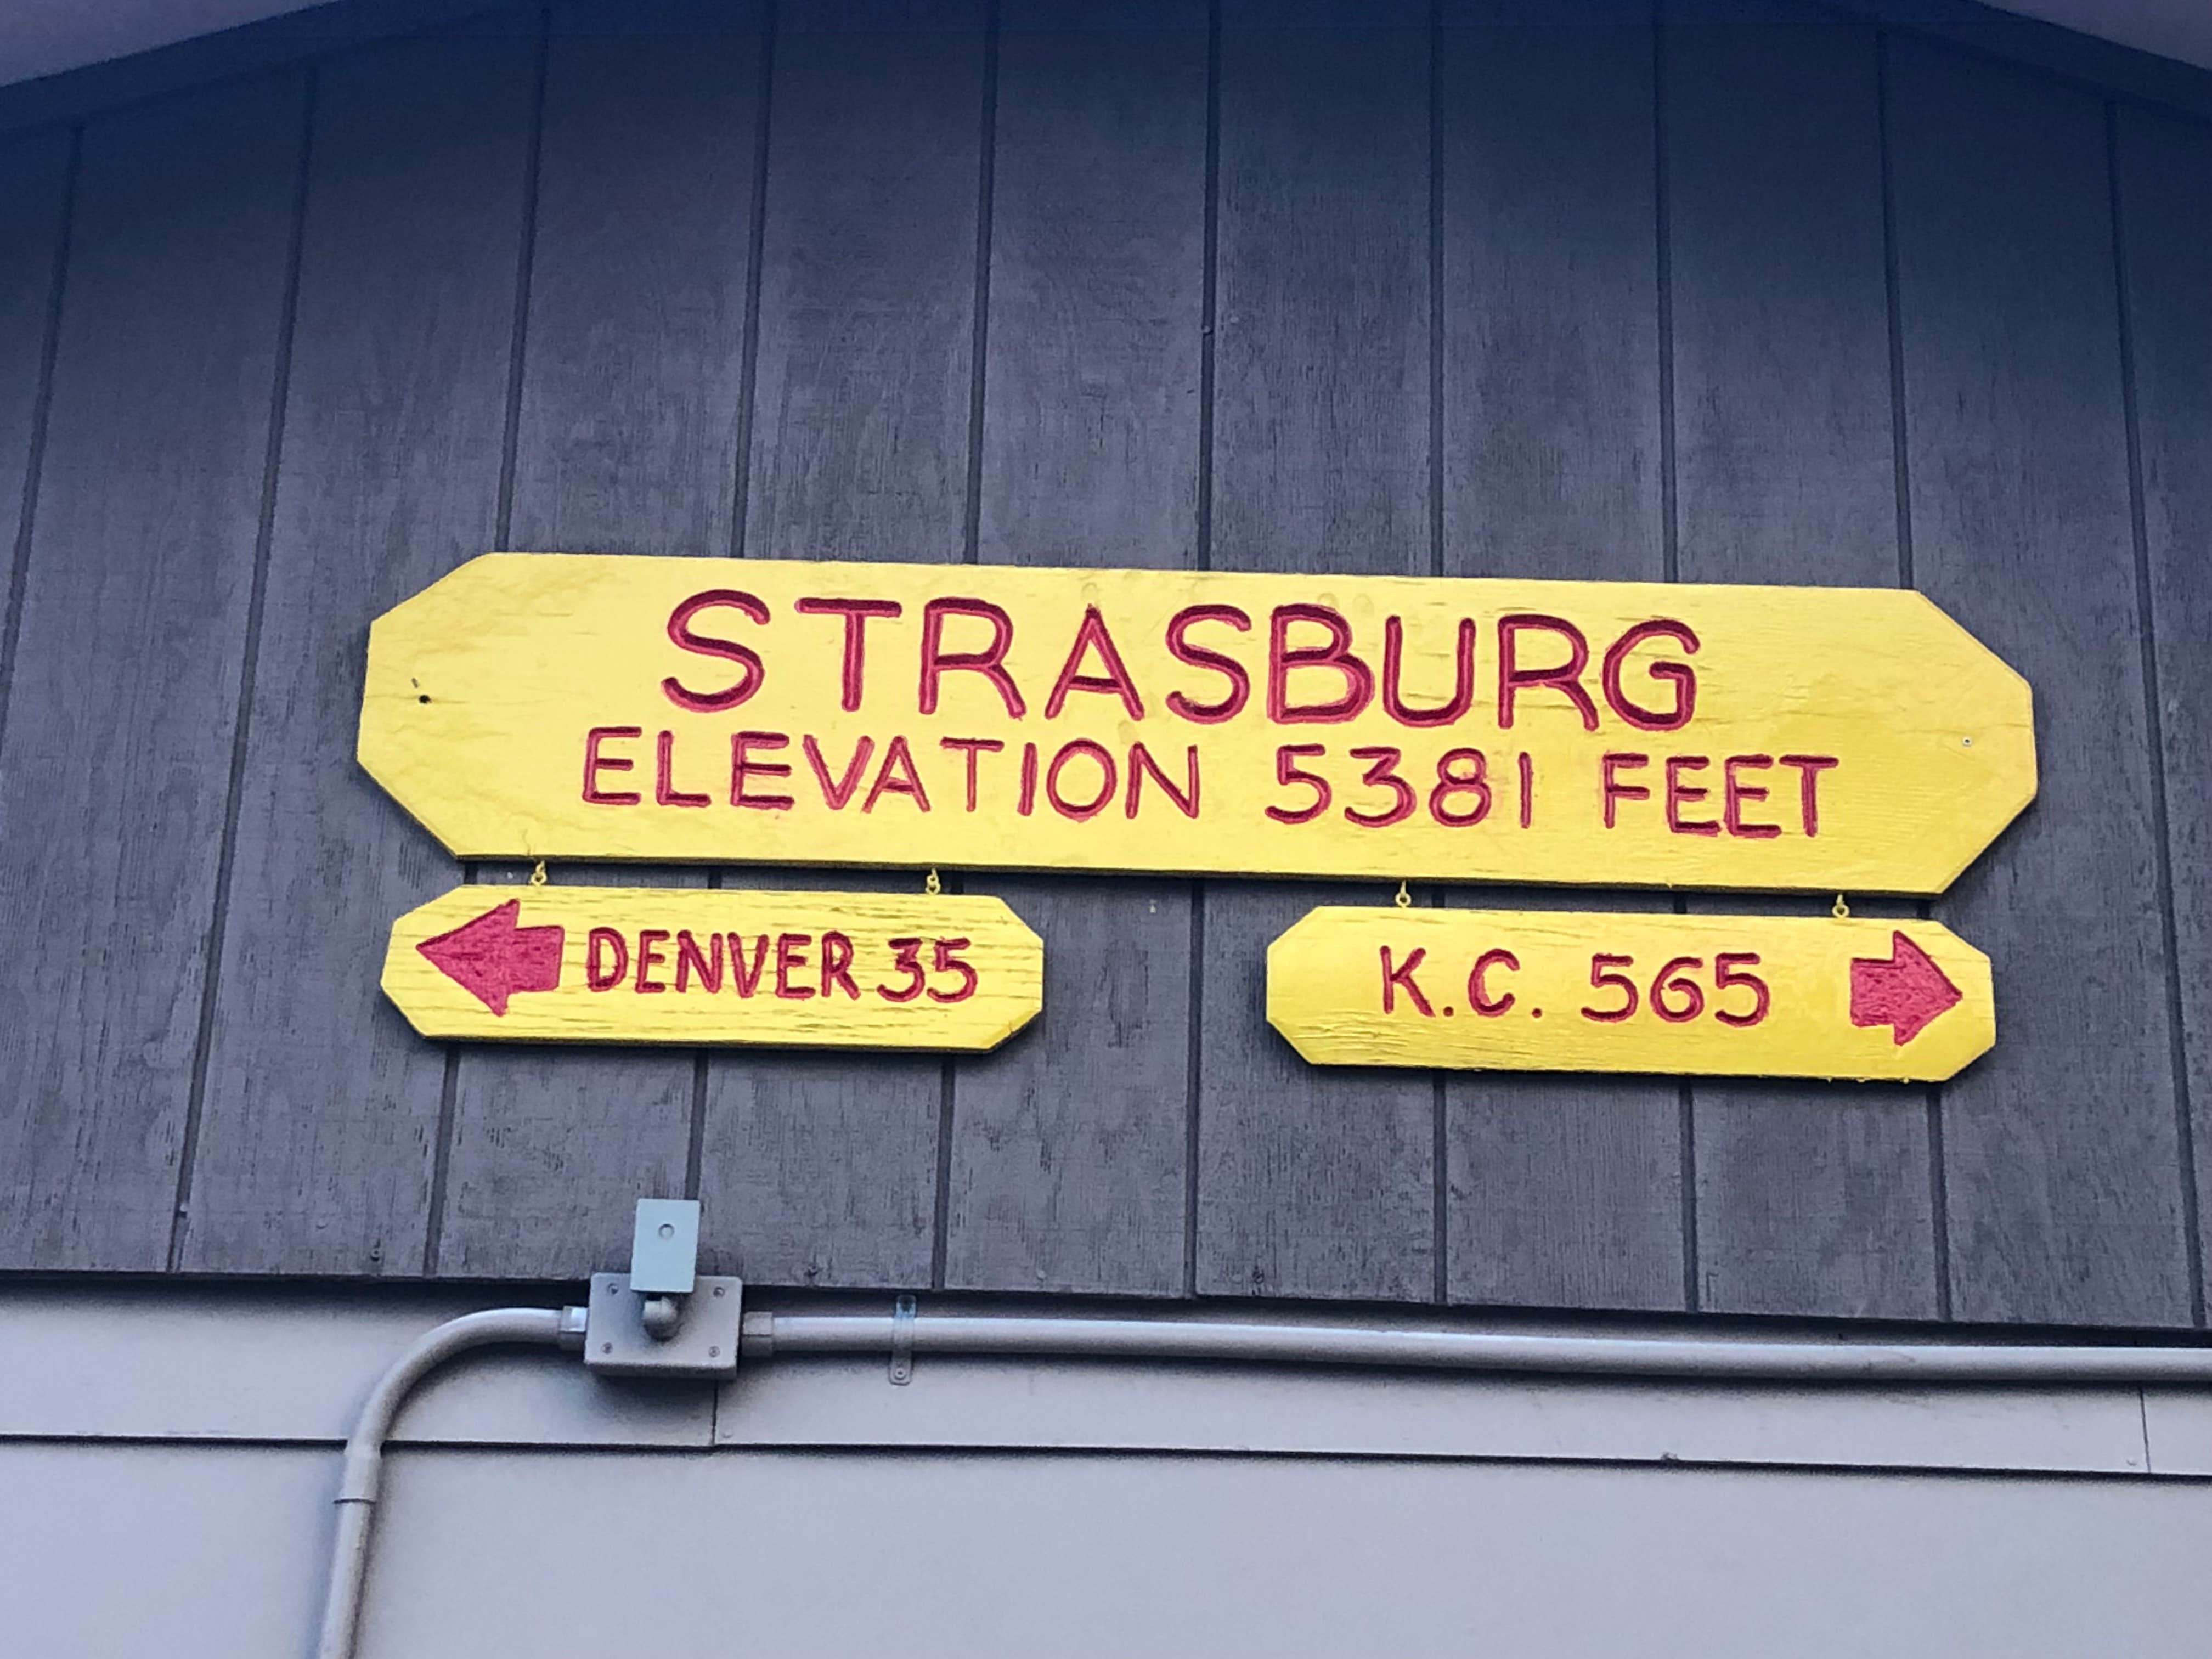 STRASBURG
ELEVATION 5381 FEET
DENVER 35
K.C. 565